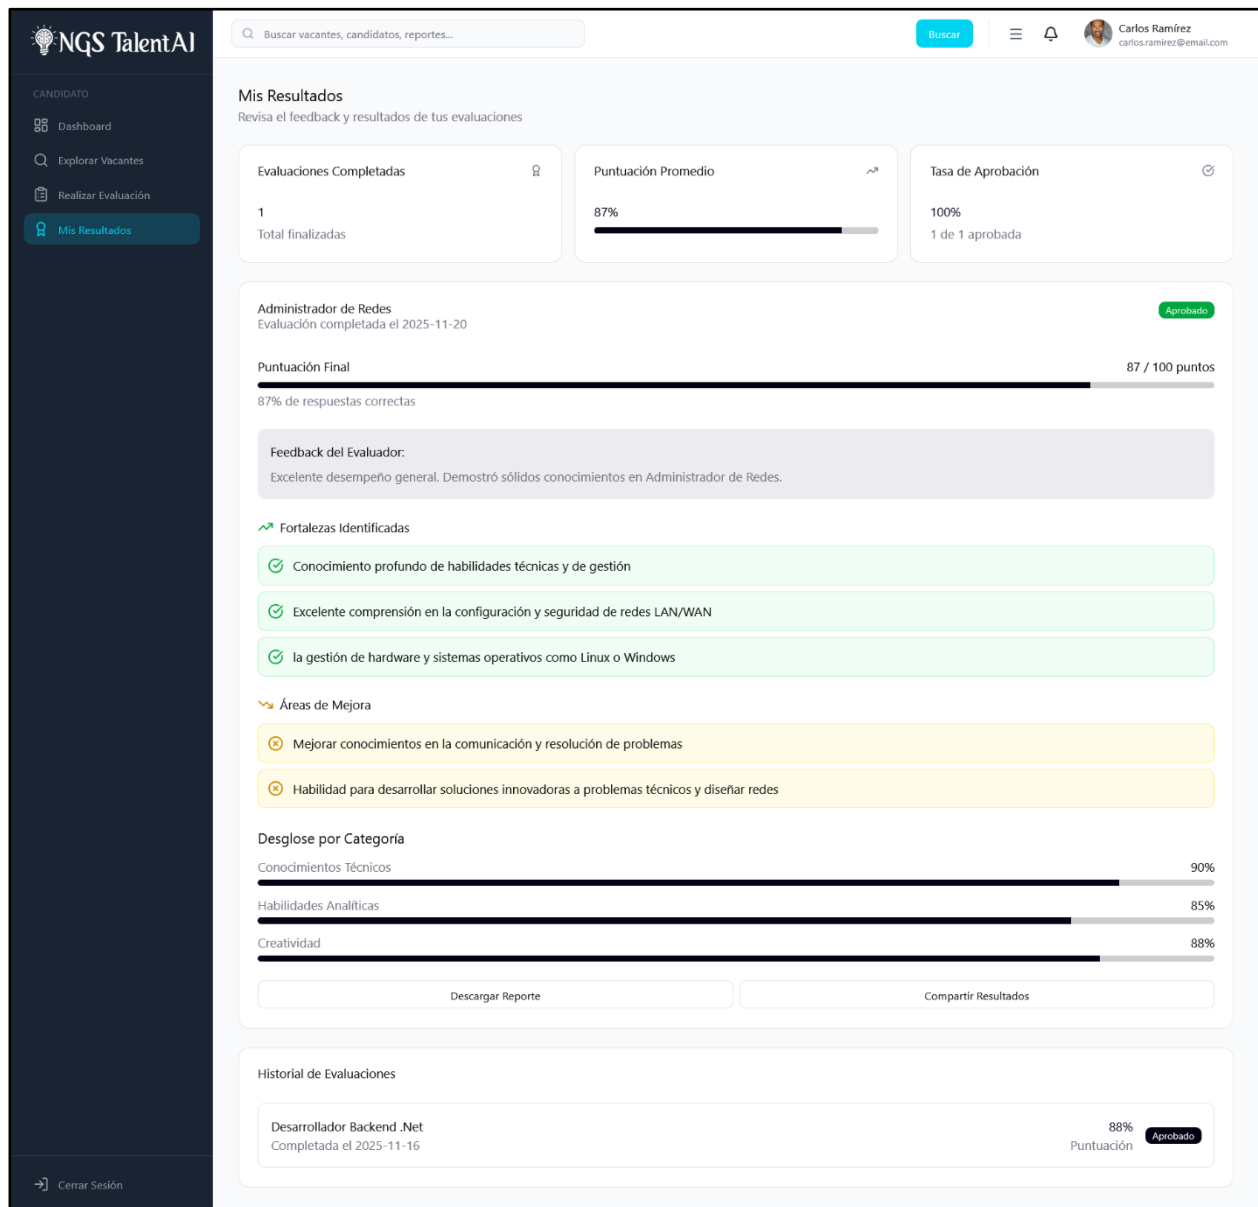 NGS TalentAI
Buscar vacantes, candidatos, reportes...
Buscar
Carlos Ramírez
carlos.ramirez@email.com
CANDIDATO
Dashboard
Explorar Vacantes
Realizar Evaluación
Mis Resultados
Cerrar Sesión
Mis Resultados
Revisa el feedback y resultados de tus evaluaciones
Evaluaciones Completadas
1
Total finalizadas
Puntuación Promedio
87%
Tasa de Aprobación
100%
1 de 1 aprobada
Administrador de Redes
Aprobado
Evaluación completada el 2025-11-20
Puntuación Final
87 / 100 puntos
87% de respuestas correctas
Feedback del Evaluador:
Excelente desempeño general. Demostró sólidos conocimientos en Administrador de Redes.
Fortalezas Identificadas
Conocimiento profundo de habilidades técnicas y de gestión
Excelente comprensión en la configuración y seguridad de redes LAN/WAN
la gestión de hardware y sistemas operativos como Linux o Windows
Áreas de Mejora
Mejorar conocimientos en la comunicación y resolución de problemas
Habilidad para desarrollar soluciones innovadoras a problemas técnicos y diseñar redes
Desglose por Categoría
Conocimientos Técnicos
90%
Habilidades Analíticas
85%
Creatividad
88%
Descargar Reporte
Compartir Resultados
Historial de Evaluaciones
Desarrollador Backend .Net
Completada el 2025-11-16
88%
Puntuación
Aprobado